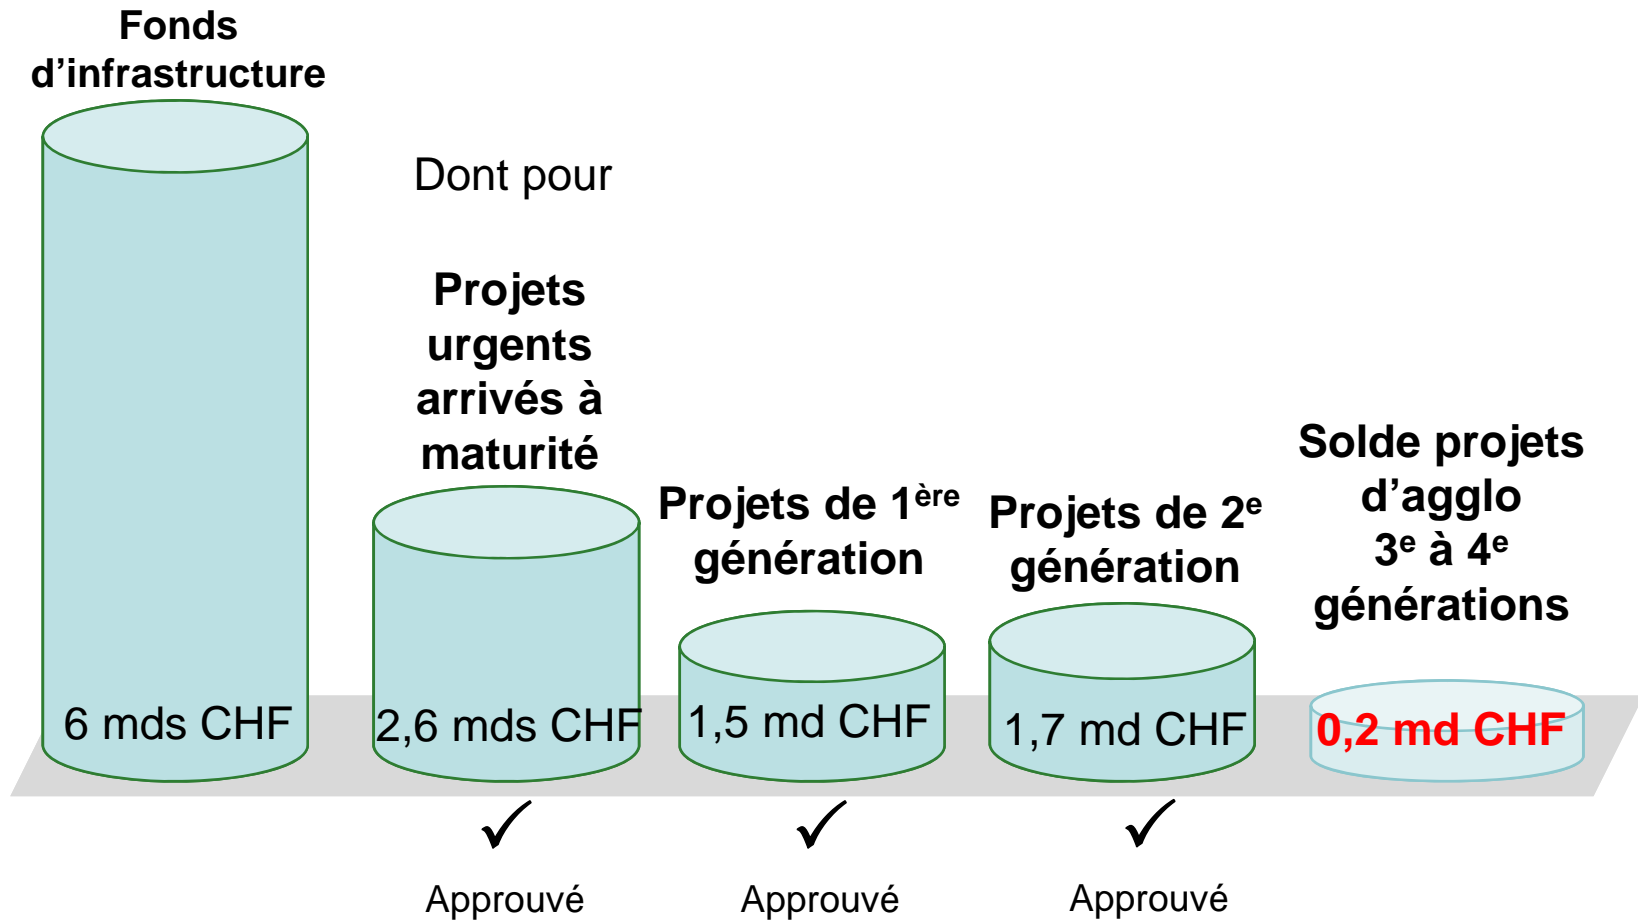 Fonds
d’infrastructure
6 mds CHF
Dont pour
Projets
urgents
arrivés à
maturité
2,6 mds CHF
Approuvé
Projets de 1ère
génération
1,5 md CHF
Approuvé
Projets de 2e
génération
1,7 md CHF
Approuvé
Solde projets
d’agglo
3e à 4e
générations
0,2 md CHF